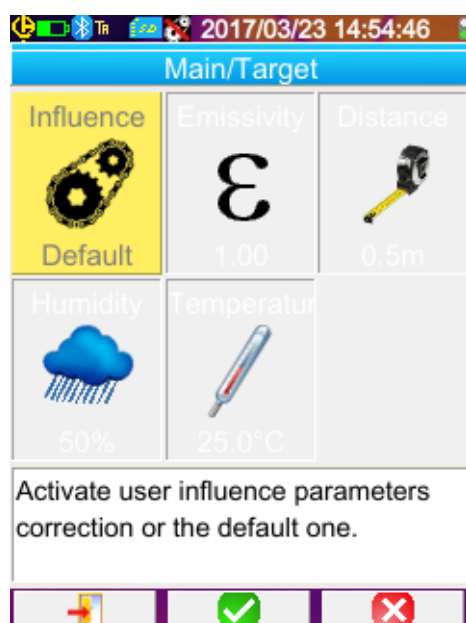 TA 2017/03/23 14:54:46
Main/Target
Influence Emissivity Distance
ε
Default 1.00 0.5m
Humidity Temperatur
50% 25.0°C
Activate user influence parameters
correction or the default one.